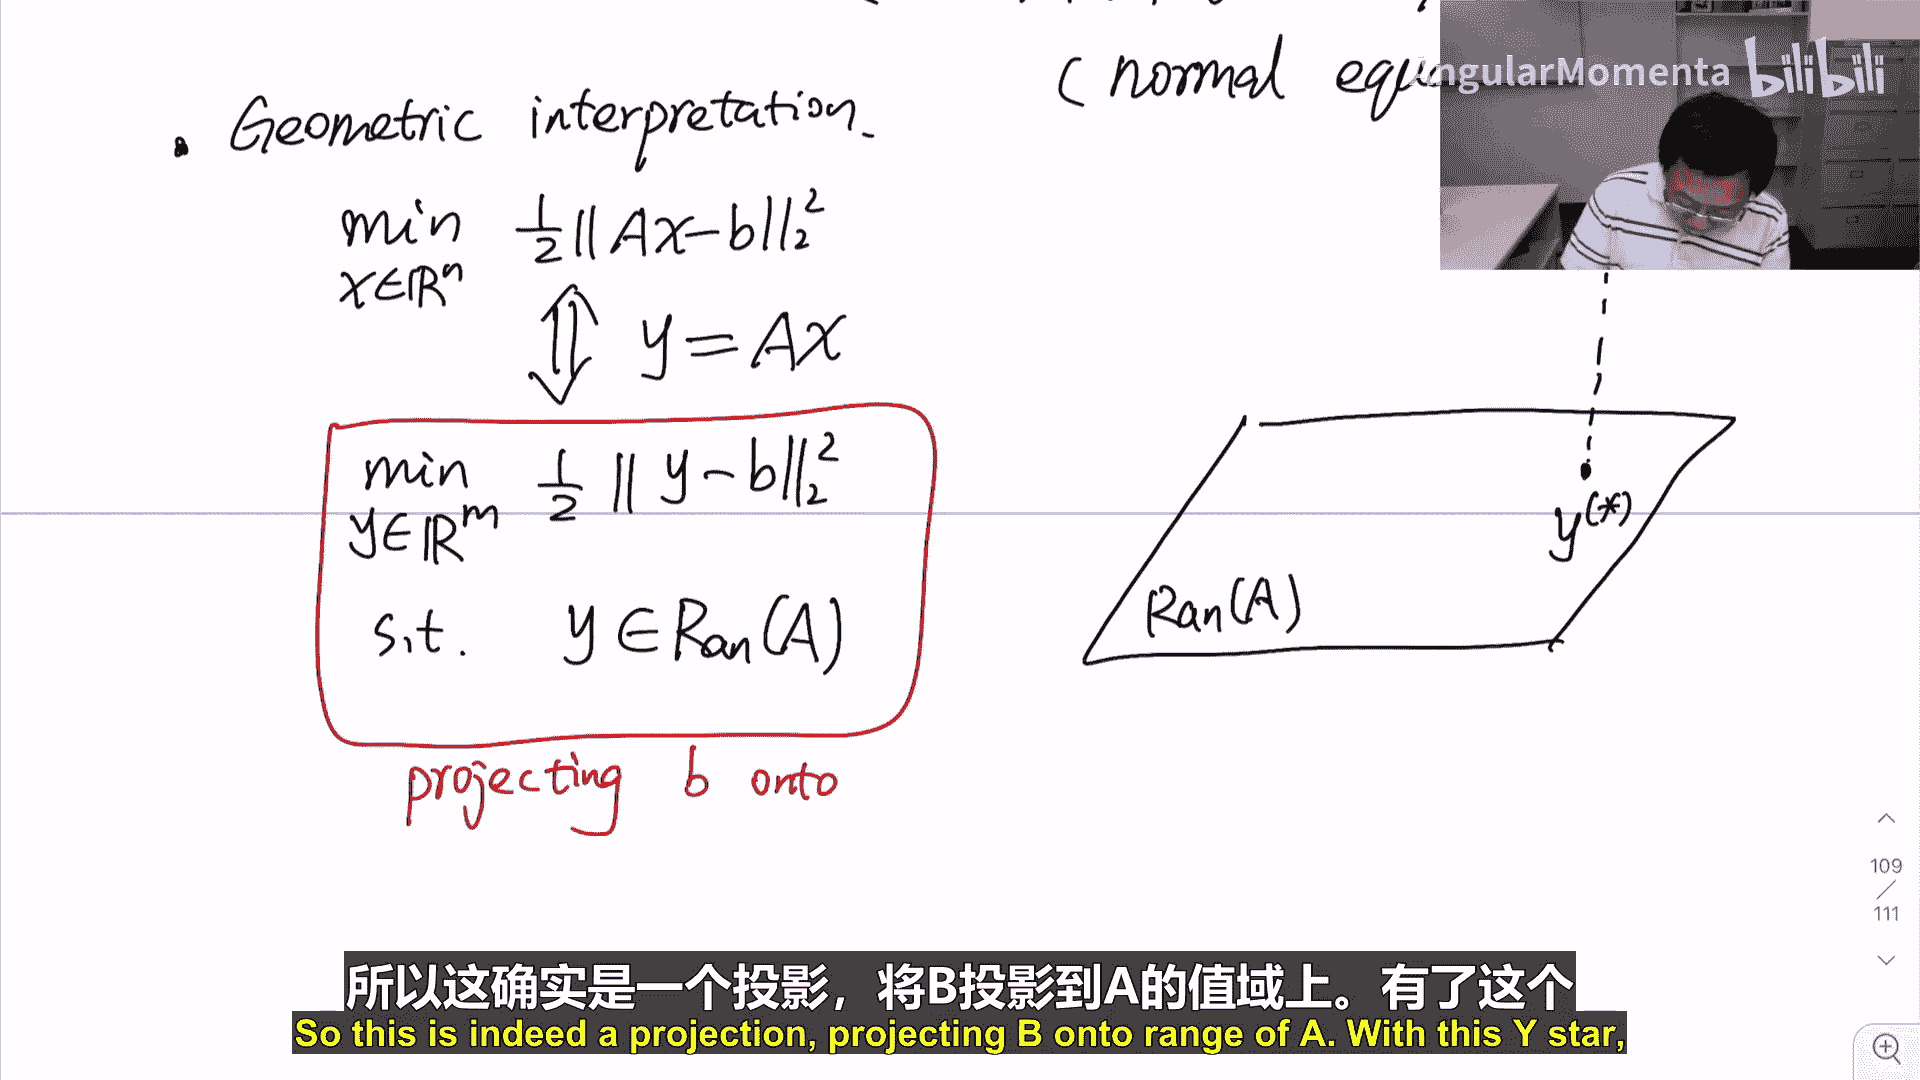 ( normal equ
ngularMomenta bilibili
Geometric interpretation.
min 1/2 ||Ax-b||₂²
x∈ℝⁿ
y=Ax
min 1/2 ||y-b||₂²
y∈ℝᵐ
s.t. y∈Ran(A)
projecting b onto
y^(*)
Ran(A)
109
/
111
所以这确实是一个投影，将B投影到A的值域上。有了这个
So this is indeed a projection, projecting B onto range of A. With this Y star,